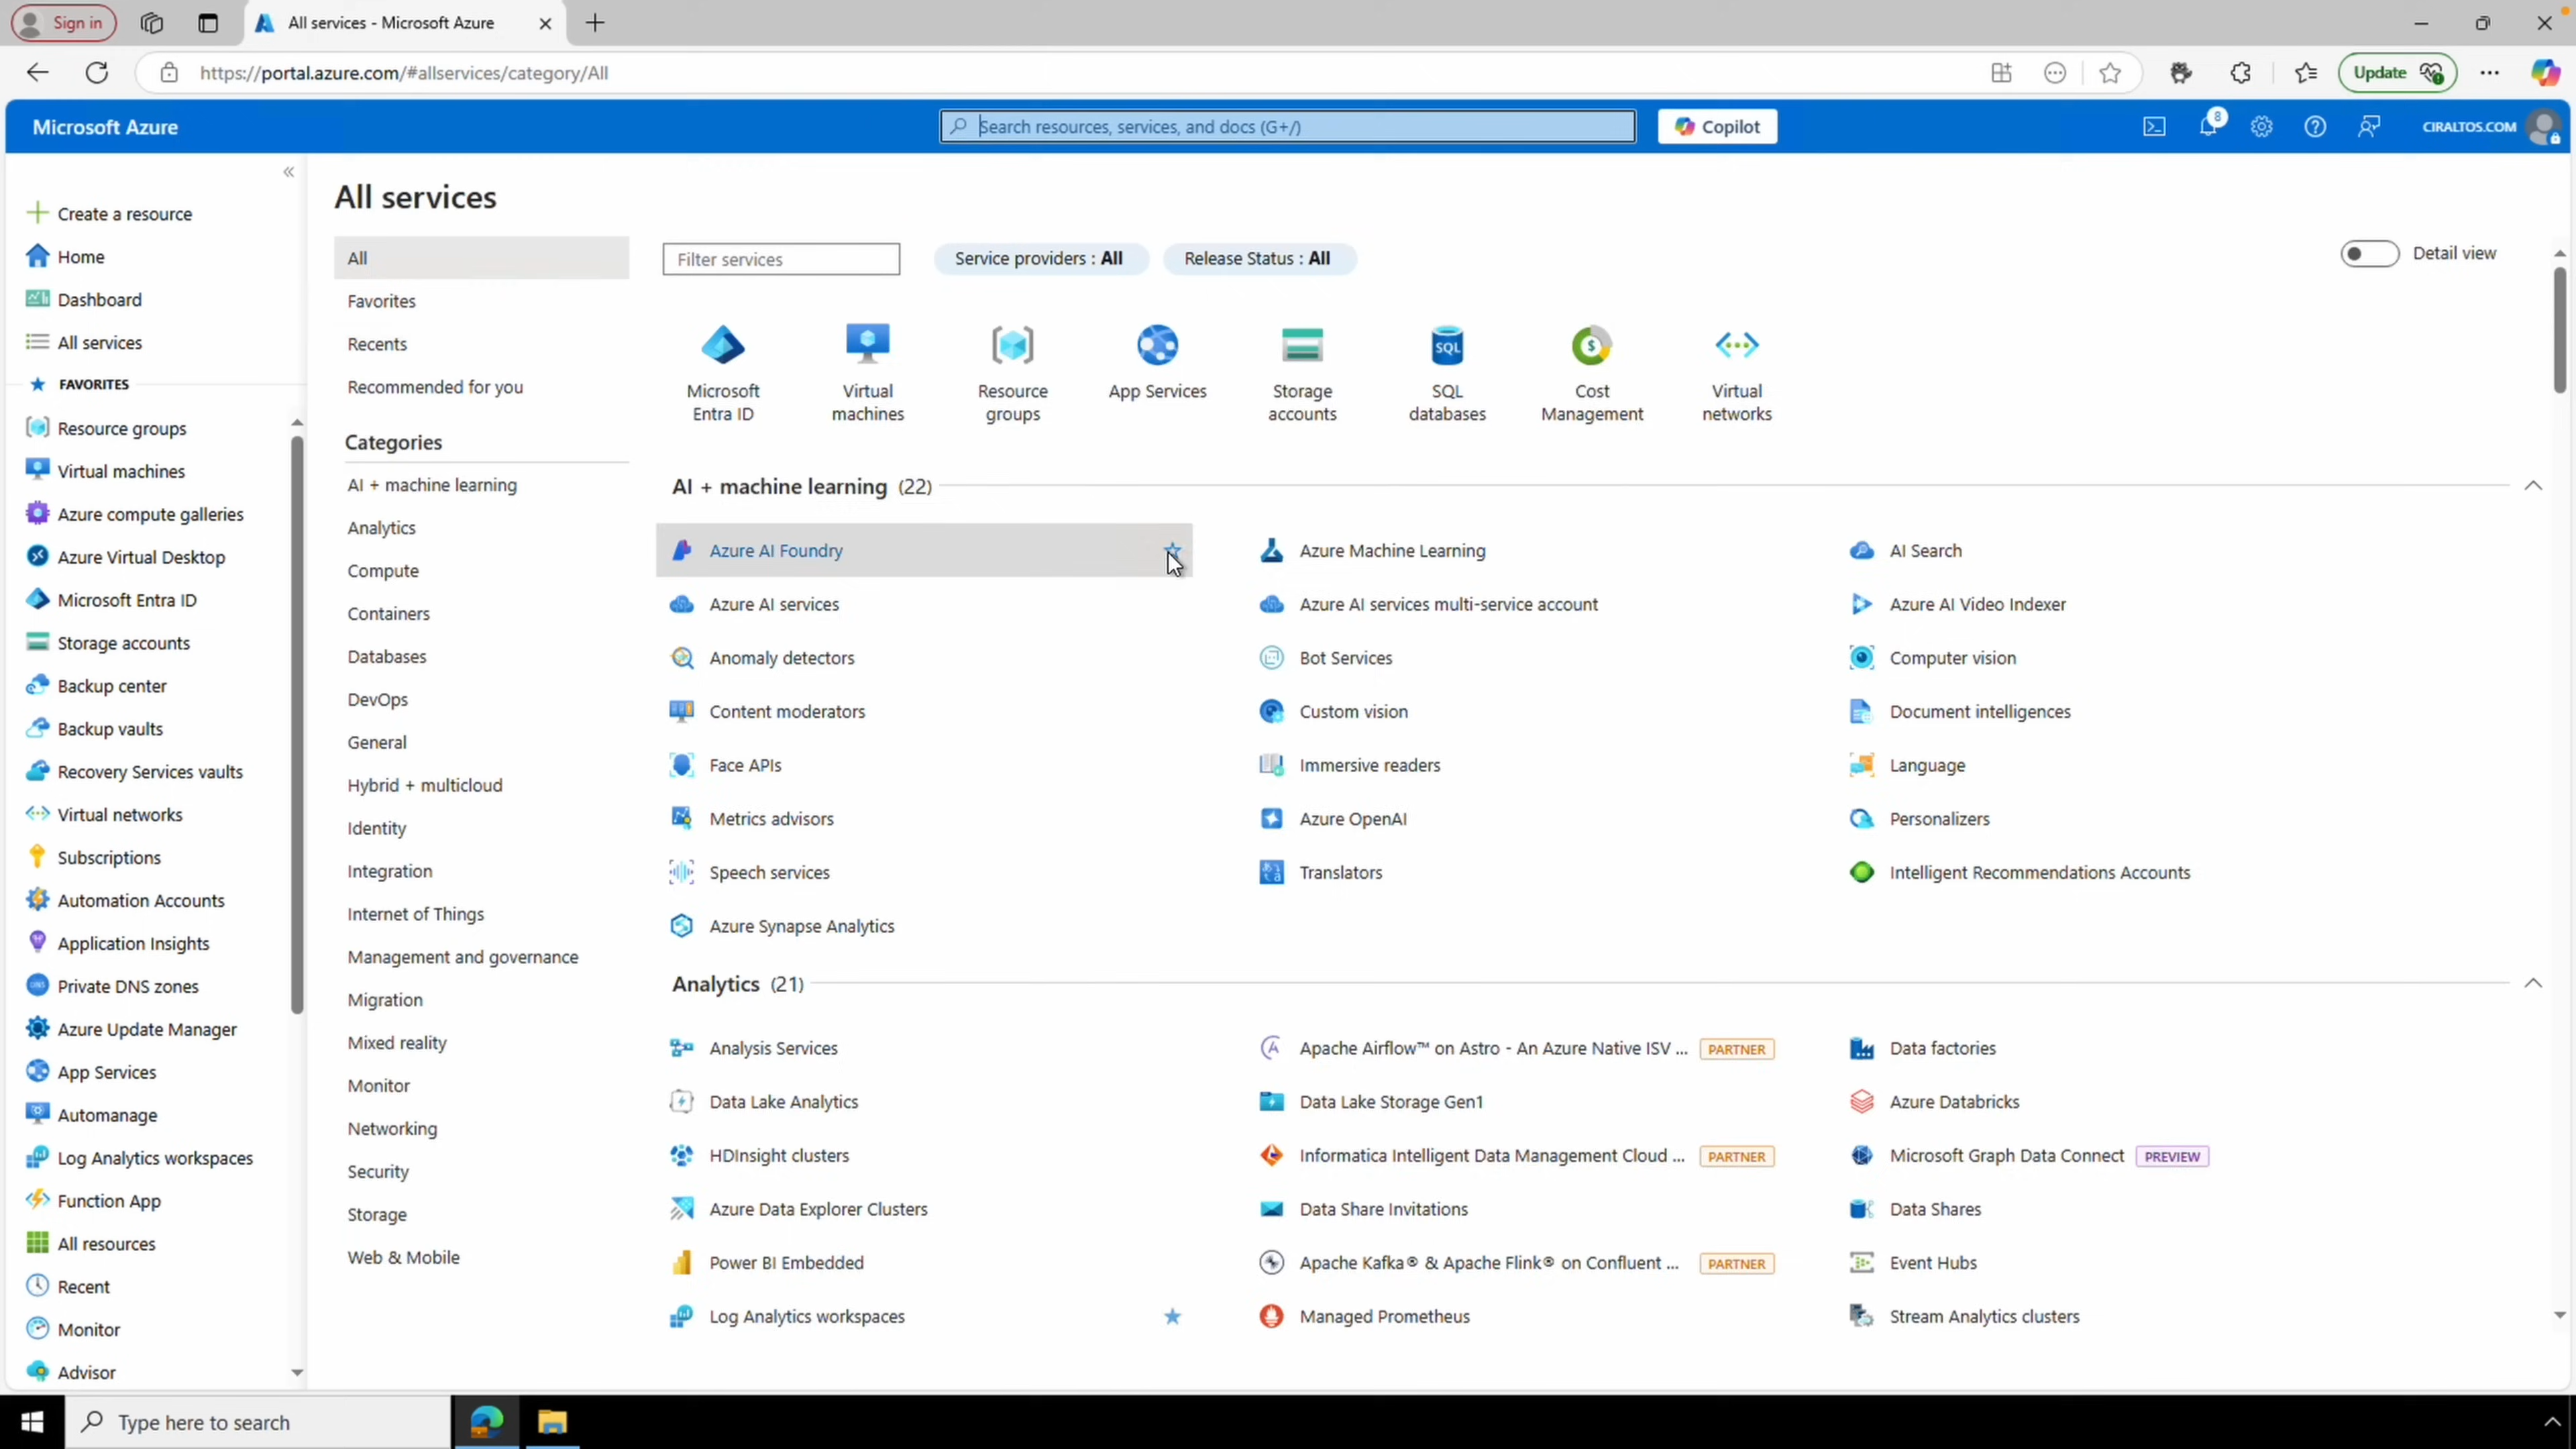 Sign in
All services - Microsoft Azure
https://portal.azure.com/#allservices/category/All
Update
Microsoft Azure
Search resources, services, and docs (G+/)
Copilot
8
CIRALTOS.COM
Create a resource
Home
Dashboard
All services
FAVORITES
Resource groups
Virtual machines
Azure compute galleries
Azure Virtual Desktop
Microsoft Entra ID
Storage accounts
Backup center
Backup vaults
Recovery Services vaults
Virtual networks
Subscriptions
Automation Accounts
Application Insights
Private DNS zones
Azure Update Manager
App Services
Automanage
Log Analytics workspaces
Function App
All resources
Recent
Monitor
Advisor
All services
All
Favorites
Recents
Recommended for you
Categories
AI + machine learning
Analytics
Compute
Containers
Databases
DevOps
General
Hybrid + multicloud
Identity
Integration
Internet of Things
Management and governance
Migration
Mixed reality
Monitor
Networking
Security
Storage
Web & Mobile
Filter services
Service providers : All
Release Status : All
Detail view
Microsoft
Entra ID
Virtual
machines
Resource
groups
App Services
Storage
accounts
SQL
SQL
databases
Cost
Management
Virtual
networks
AI + machine learning (22)
Azure AI Foundry
Azure Machine Learning
AI Search
Azure AI services
Azure AI services multi-service account
Azure AI Video Indexer
Anomaly detectors
Bot Services
Computer vision
Content moderators
Custom vision
Document intelligences
Face APIs
Immersive readers
Language
Metrics advisors
Azure OpenAI
Personalizers
Speech services
Translators
Intelligent Recommendations Accounts
Azure Synapse Analytics
Analytics (21)
Analysis Services
Apache Airflow™ on Astro - An Azure Native ISV ... PARTNER
Data factories
Data Lake Analytics
Data Lake Storage Gen1
Azure Databricks
HDInsight clusters
Informatica Intelligent Data Management Cloud ... PARTNER
Microsoft Graph Data Connect PREVIEW
Azure Data Explorer Clusters
Data Share Invitations
Data Shares
Power BI Embedded
Apache Kafka® & Apache Flink® on Confluent ... PARTNER
Event Hubs
Log Analytics workspaces
Managed Prometheus
Stream Analytics clusters
Type here to search